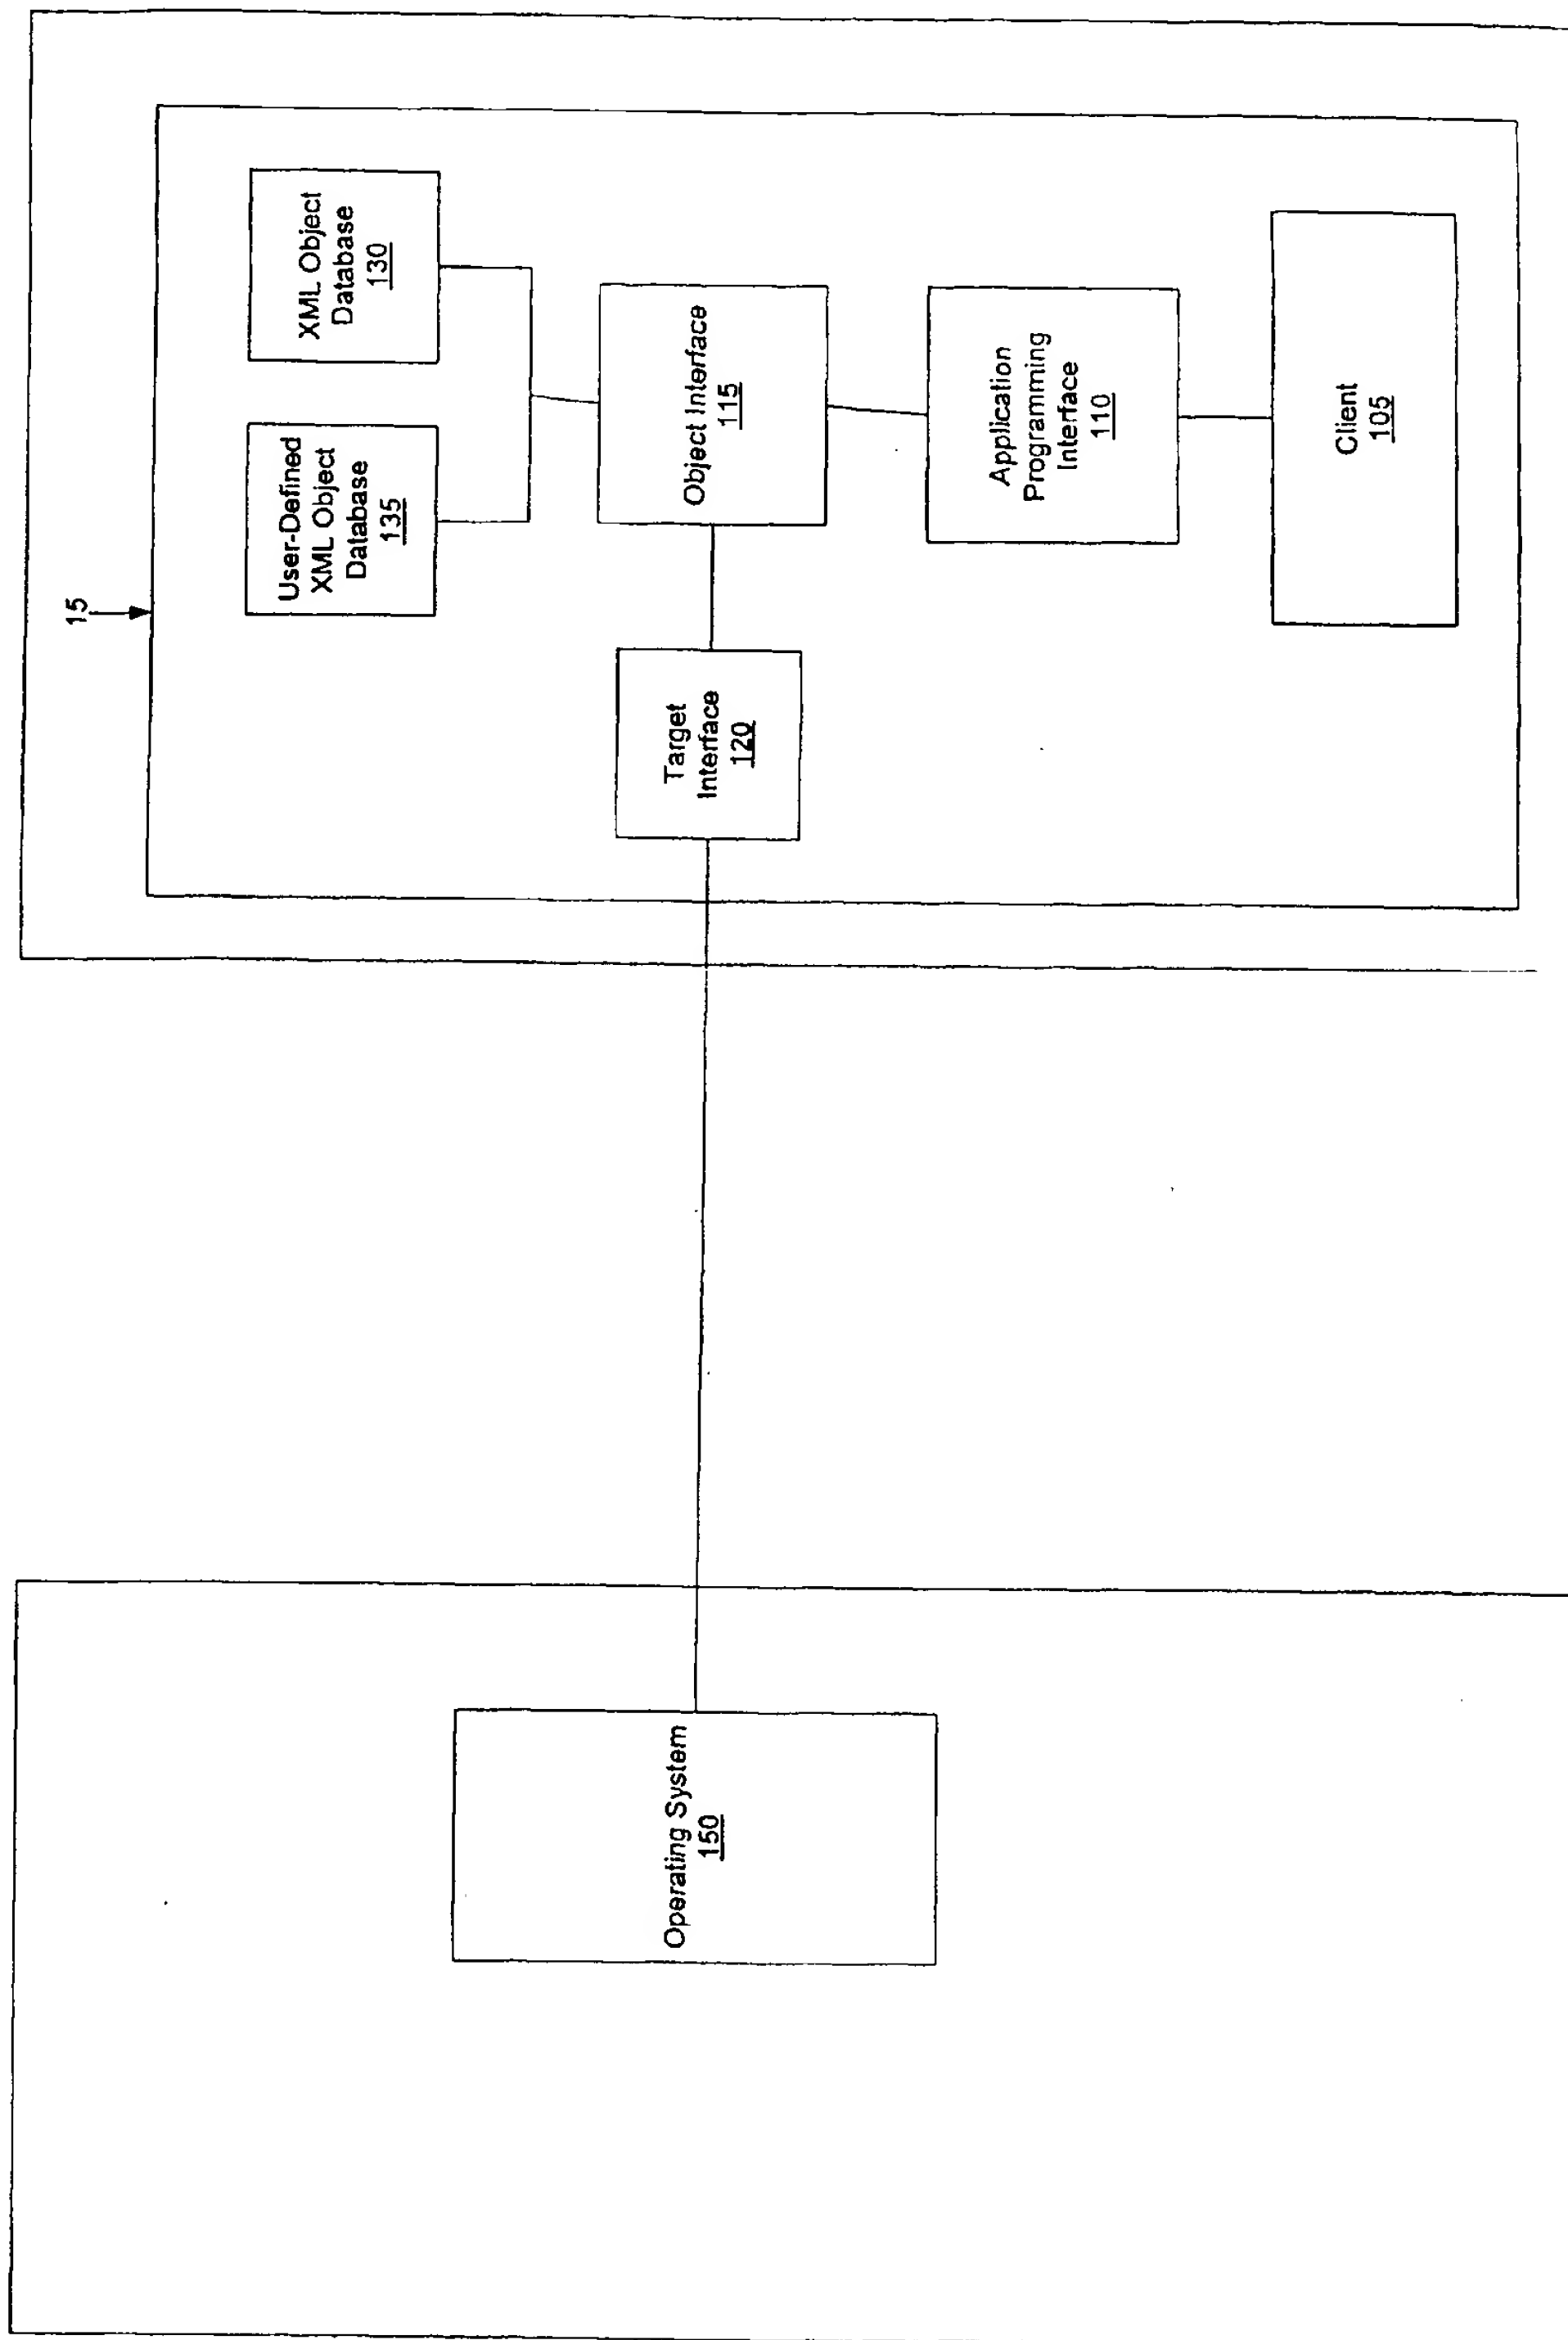 15
User-Defined
XML Object
Database
135
XML Object
Database
130
Target
Interface
120
Object Interface
115
Application
Programming
Interface
110
Client
105
Operating System
150